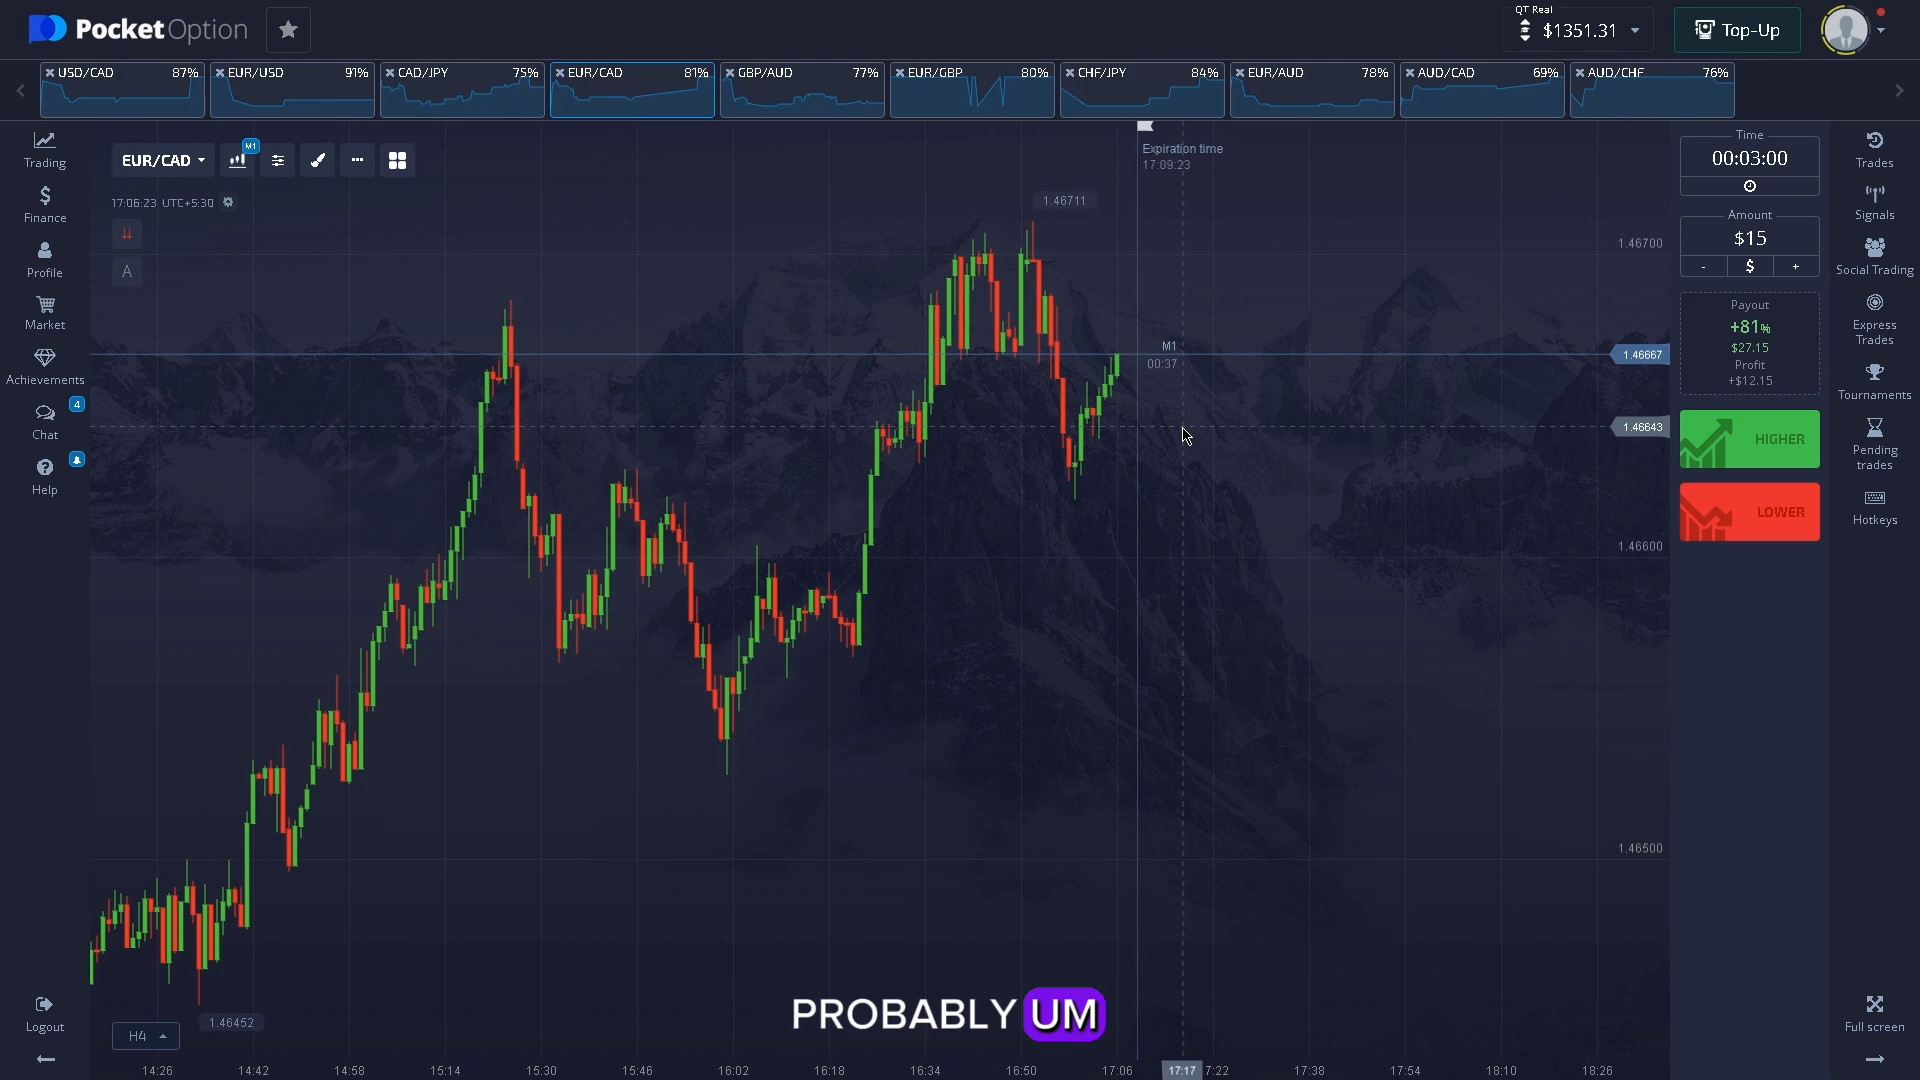 PocketOption
QT Real
$1351.31
Top-Up
USD/CAD 87%
EUR/USD 91%
CAD/JPY 75%
EUR/CAD 81%
GBP/AUD 77%
EUR/GBP 80%
CHF/JPY 84%
EUR/AUD 78%
AUD/CAD 69%
AUD/CHF 76%
Trading
Finance
Profile
Market
Achievements
4
Chat
Help
Logout
EUR/CAD
M1
17:06:23 UTC+5:30
A
Expiration time
17:09:23
1.46711
M1
00:37
1.46700
1.46667
1.46643
1.46600
1.46500
1.46452
H4
PROBABLY UM
14:26 14:42 14:58 15:14 15:30 15:46 16:02 16:18 16:34 16:50 17:06 17:17 7:22 17:38 17:54 18:10 18:26
Time
00:03:00
Amount
$15
- $ +
Payout
+81%
$27.15
Profit
+$12.15
HIGHER
LOWER
Trades
Signals
Social Trading
Express
Trades
Tournaments
Pending
trades
Hotkeys
Full screen